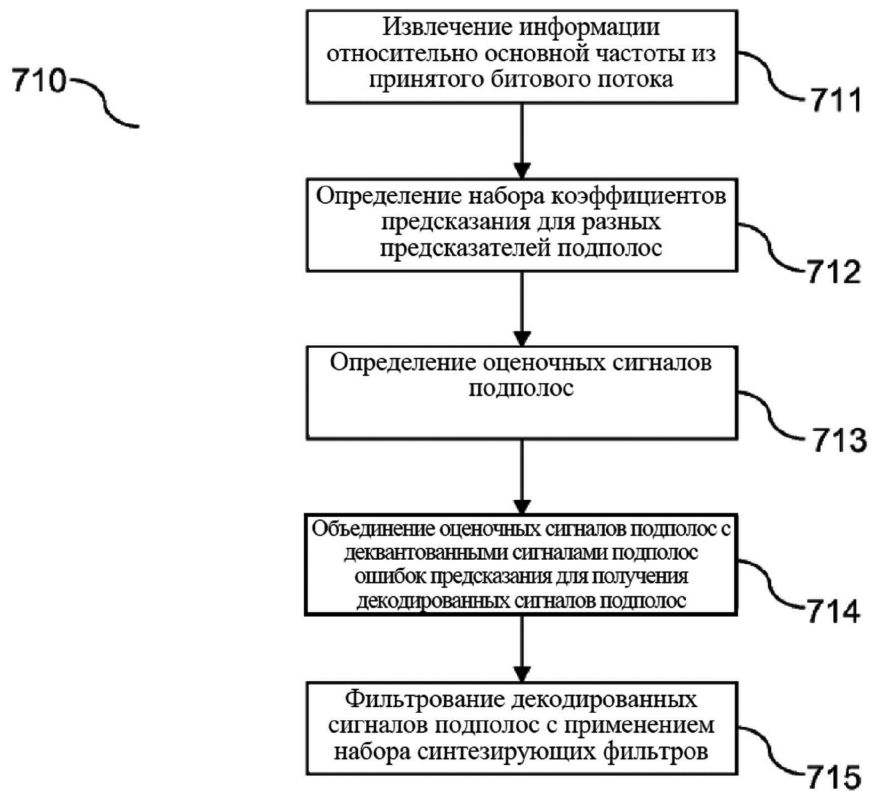 Извлечение информации
относительно основной частоты из
принятого битового потока
710
711
Определение набора коэффициентов
предсказания для разных
предсказателей подполос
712
Определение оценочных сигналов
подполос
713
Объединение оценочных сигналов подполос с
деквантованными сигналами подполос
ошибок предсказания для получения
декодированных сигналов подполос
714
Фильтрование декодированных
сигналов подполос с применением
набора синтезирующих фильтров
715